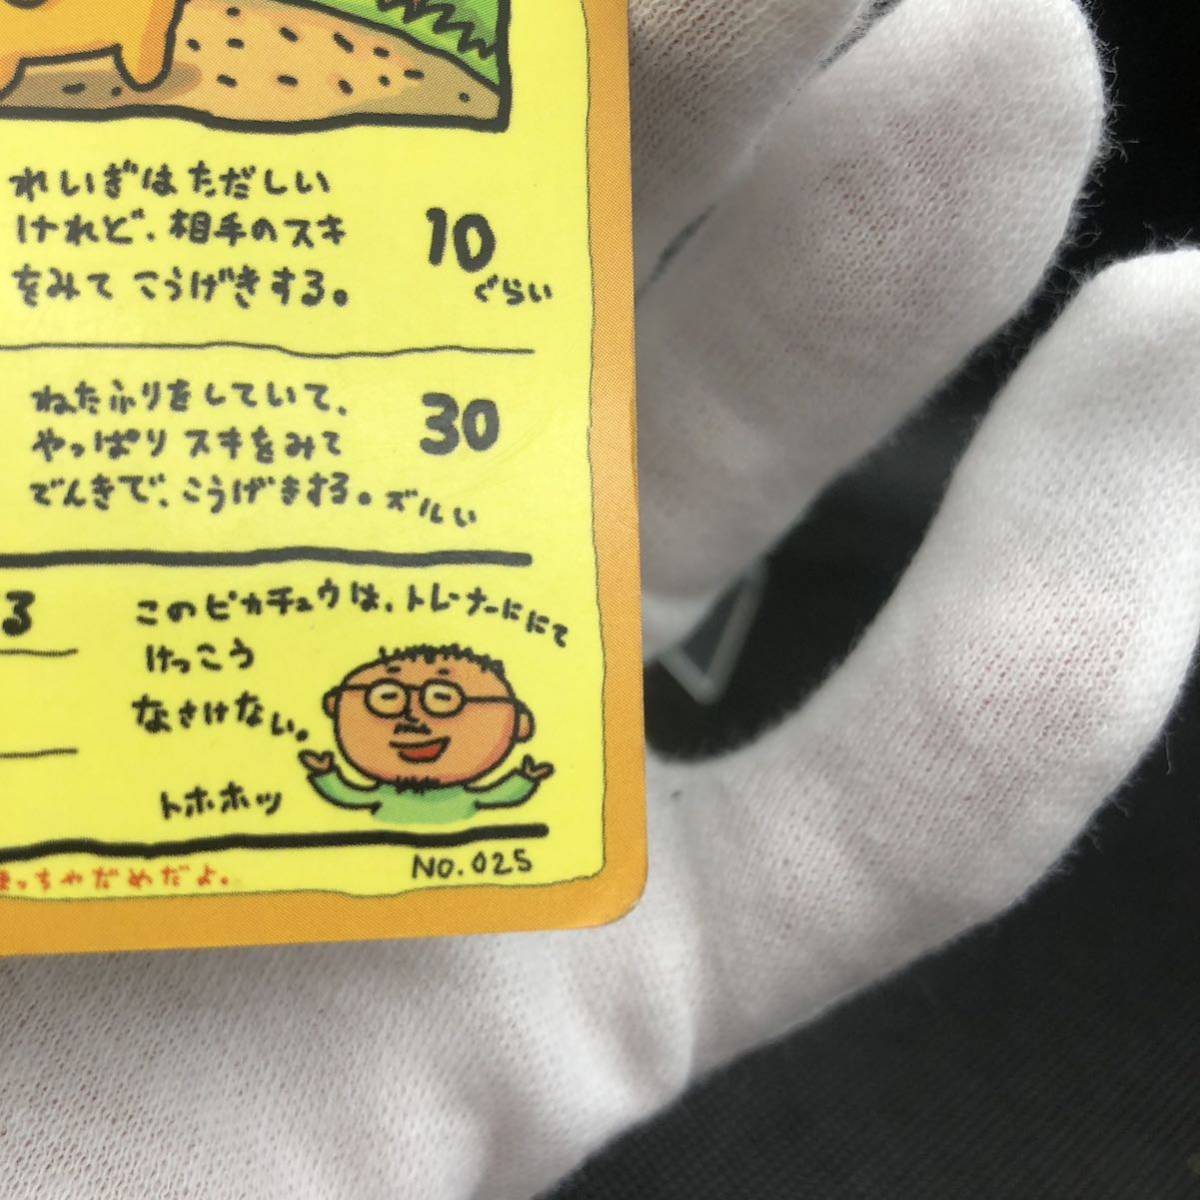 れいぎはただしい
けれど、相手のスキ
をみて こうげきする。
10
ぐらい
ねたふりをしていて、
やっぱり スキをみて
でんきで、こうげきする。ズルい
30
3
このピカチュウは、トレーナーににて
けっこう
なさけない。
トホホッ
まっちゃだめだよ。
NO.025